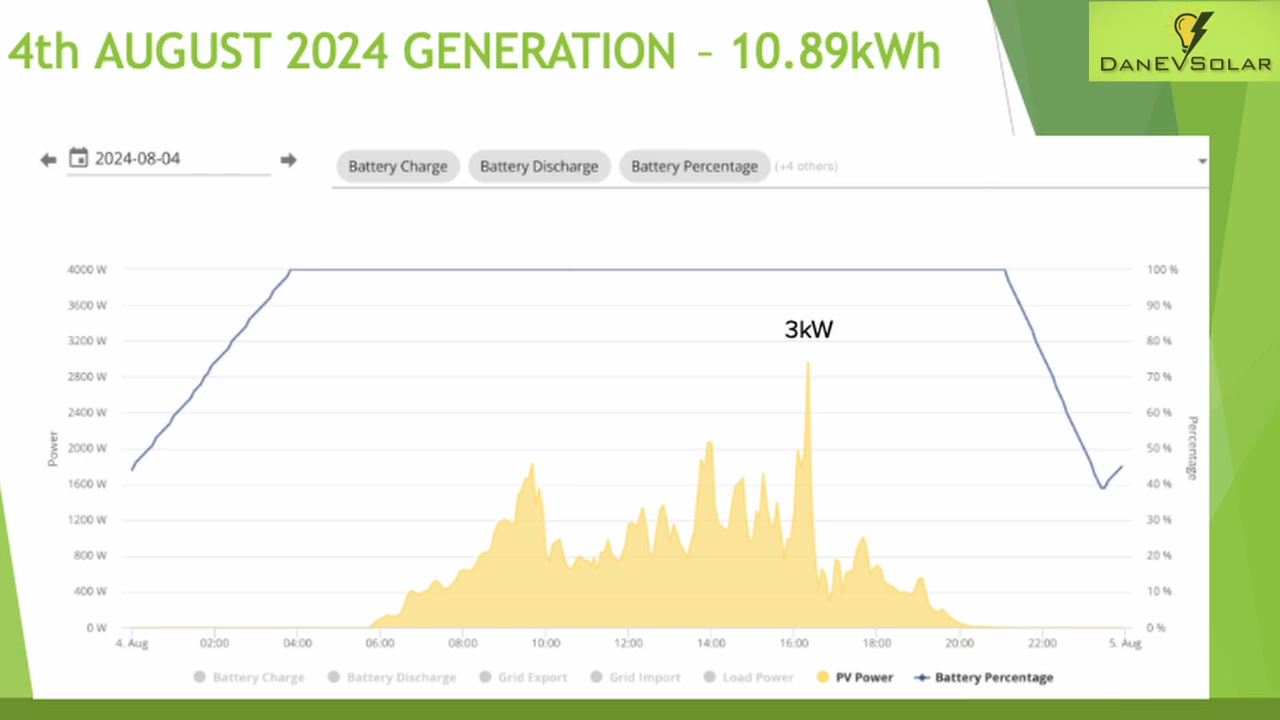 4th AUGUST 2024 GENERATION – 10.89kWh
DANEVSOLAR
2024-08-04
Battery Charge Battery Discharge Battery Percentage (+4 others)
4000 W 100 %
3600 W 90 %
3kW
3200 W 80 %
2800 W 70 %
2400 W 60 %
2000 W 50 %
1600 W 40 %
1200 W 30 %
800 W 20 %
400 W 10 %
0 W 0 %
Power
Percentage
4. Aug 02:00 04:00 06:00 08:00 10:00 12:00 14:00 16:00 18:00 20:00 22:00 5. Aug
Battery Charge Battery Discharge Grid Export Grid Import Load Power PV Power Battery Percentage